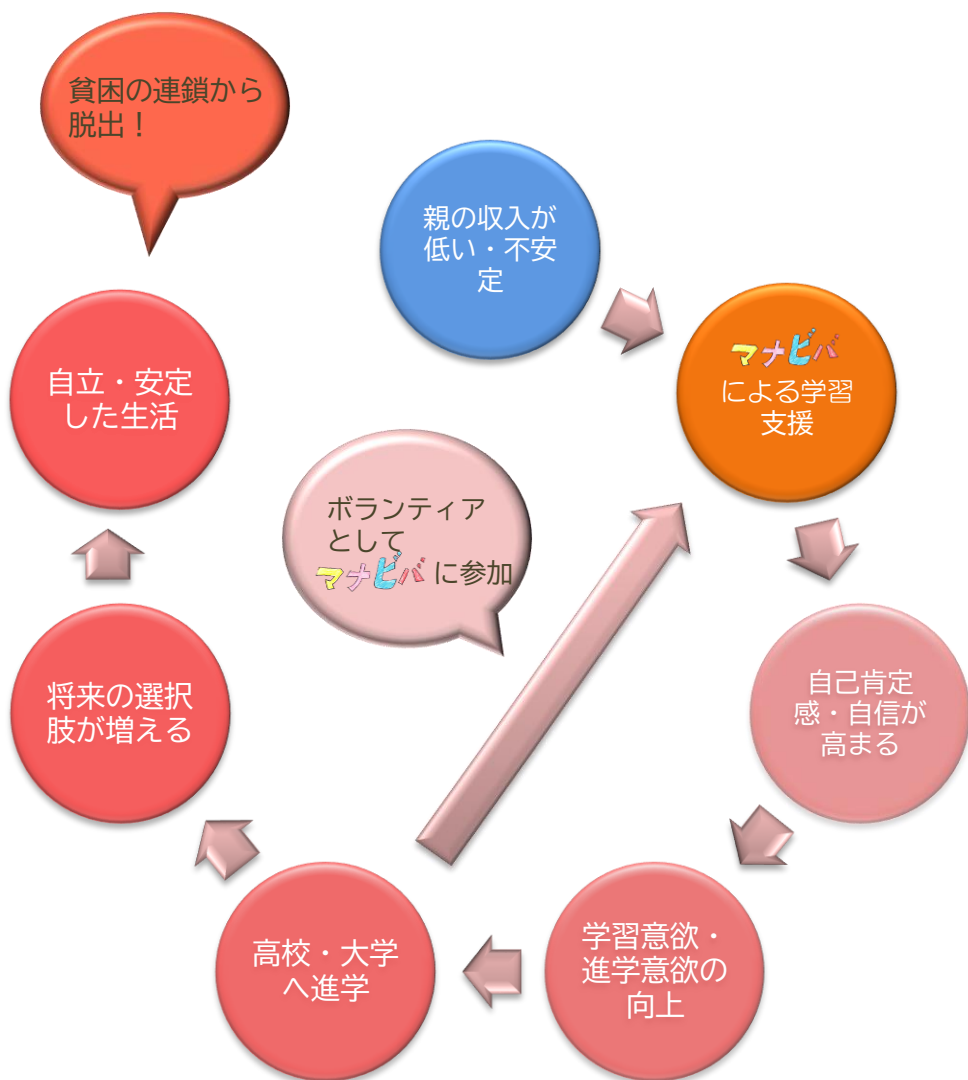 貧困の連鎖から
脱出！
親の収入が
低い・不安
定
マナビバ
による学習
支援
自己肯定
感・自信が
高まる
学習意欲・
進学意欲の
向上
高校・大学
へ進学
将来の選択
肢が増える
自立・安定
した生活
ボランティア
として
マナビバに参加